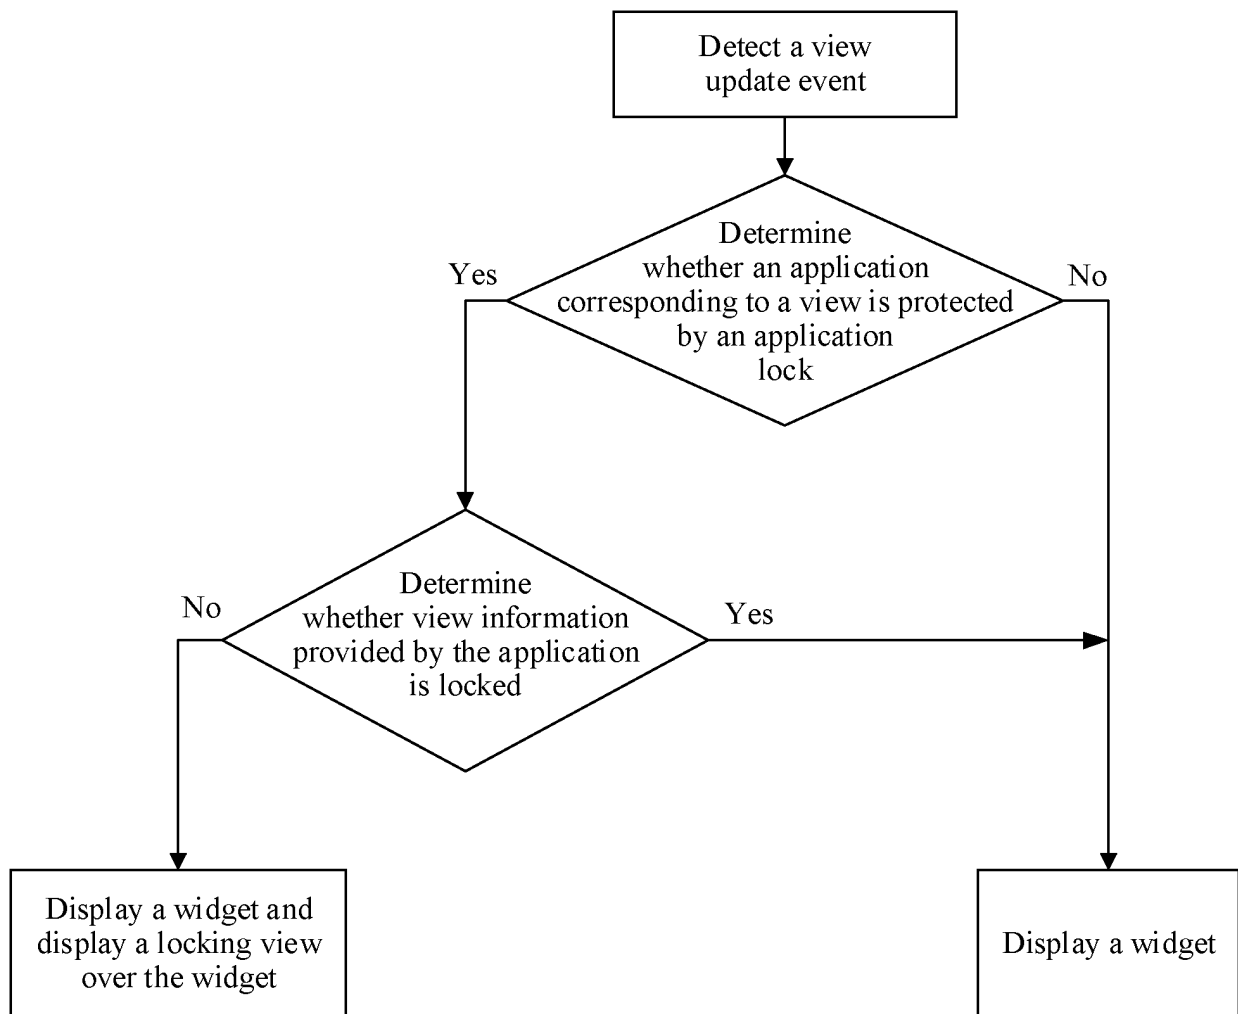 Detect a view
update event
Determine
whether an application
corresponding to a view is protected
by an application
lock
Yes
No
Determine
whether view information
provided by the application
is locked
No
Yes
Display a widget and
display a locking view
over the widget
Display a widget